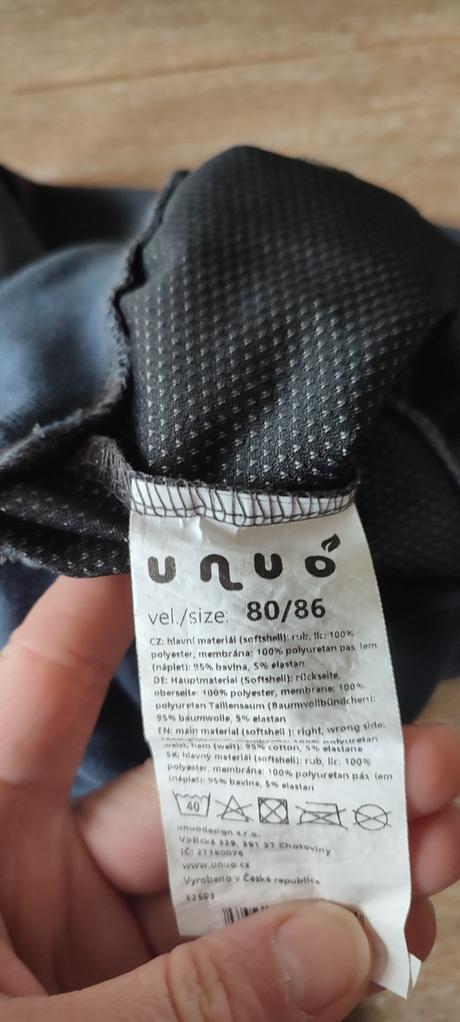 unuo
vel./size: 80/86
CZ: hlavní materiál (softshell): rub, líc: 100%
polyester, membrána: 100% polyuretan pas, lem
(náplet): 95% bavlna, 5% elastan
DE: Hauptmaterial (Softshell): rückseite,
oberseite: 100% polyester, membrane: 100%
polyuretan Taillensaum (Baumwollbündchen):
95% baumwolle, 5% elastan
EN: main material (softshell ): right, wrong side:
polyuretan
waist, hem (welt): 95% cotton, 5% elastane
SK: hlavný materiál (softshell): rub, líc: 100%
polyester, membrána: 100% polyuretan pás, lem
(náplet): 95% bavlna, 5% elastan
40
unuodesign s.r.o.
Vožická 329, 391 37 Chotoviny
IČ: 27780076
www.unuo.cz
Vyrobeno v České republice
E2603